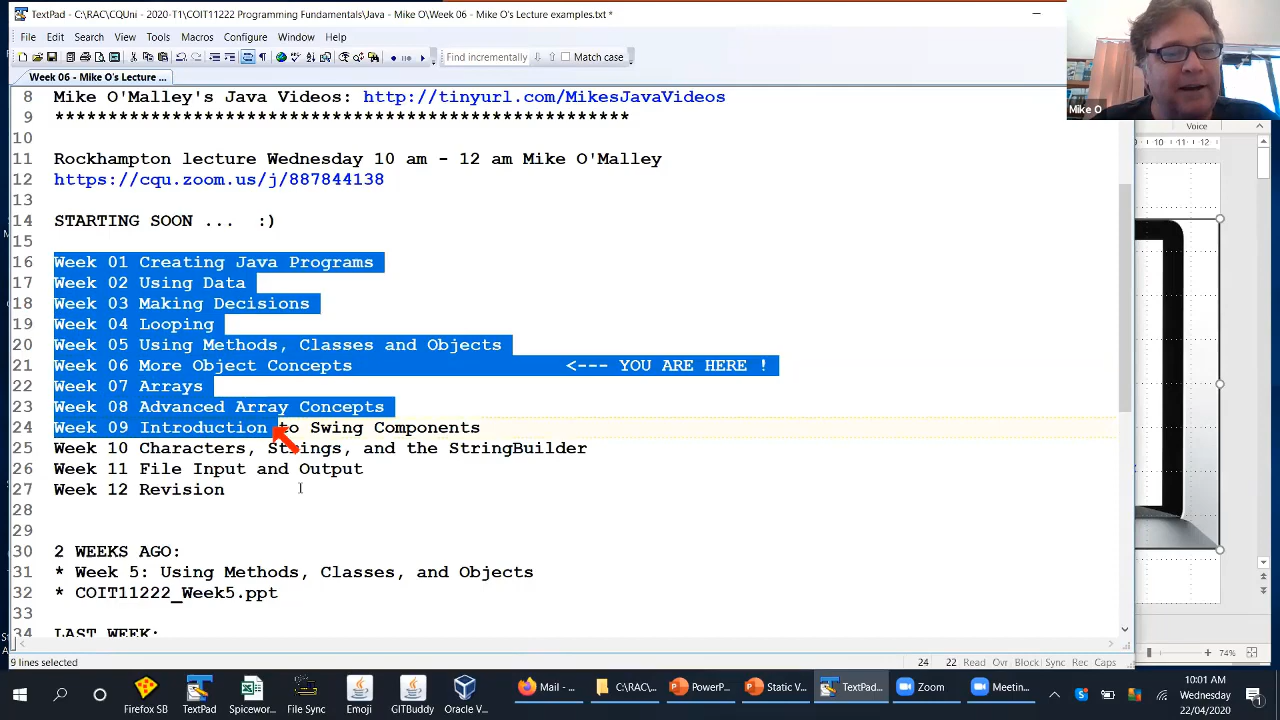 TextPad - C:\RAC\CQUni - 2020-T1\COIT11222 Programming Fundamentals\Java - Mike O\Week 06 - Mike O's Lecture examples.txt *
File Edit Search View Tools Macros Configure Window Help
Find incrementally Match case
Week 06 - Mike O's Lecture ...
8 Mike O'Malley's Java Videos: http://tinyurl.com/MikesJavaVideos
9 ******************************************************
10
11 Rockhampton lecture Wednesday 10 am - 12 am Mike O'Malley
12 https://cqu.zoom.us/j/887844138
13
14 STARTING SOON ... :)
15
16 Week 01 Creating Java Programs
17 Week 02 Using Data
18 Week 03 Making Decisions
19 Week 04 Looping
20 Week 05 Using Methods, Classes and Objects
21 Week 06 More Object Concepts <--- YOU ARE HERE !
22 Week 07 Arrays
23 Week 08 Advanced Array Concepts
24 Week 09 Introduction to Swing Components
25 Week 10 Characters, Strings, and the StringBuilder
26 Week 11 File Input and Output
27 Week 12 Revision
28
29
30 2 WEEKS AGO:
31 * Week 5: Using Methods, Classes, and Objects
32 * COIT11222_Week5.ppt
33
34 LAST WEEK:
9 lines selected
24 22 Read Ovr Block Sync Rec Caps
Mike O
Voice
9 10 11 12
74%
Firefox SB TextPad Spicewor... File Sync Emoji GITBuddy Oracle V...
Mail - ... C:\RAC\... PowerP... Static V... TextPad... Zoom Meetin...
10:01 AM
Wednesday
22/04/2020